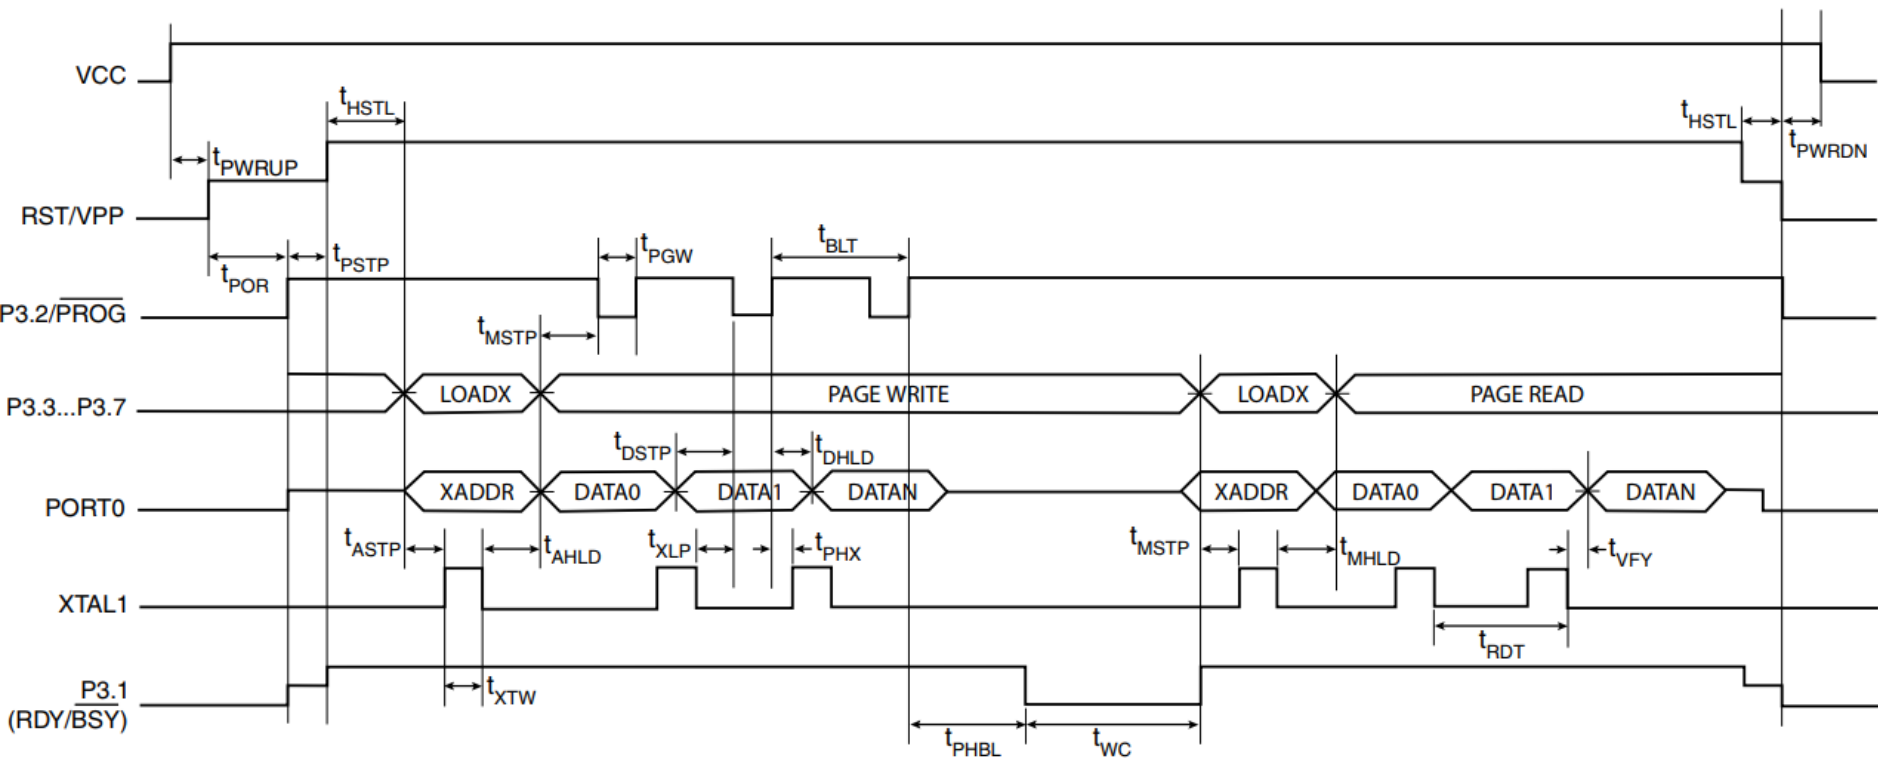 VCC
tHSTL
tHSTL
tPWRUP
tPWRDN
RST/VPP
tPOR
tPSTP
tPGW
tBLT
P3.2/PROG
tMSTP
P3.3...P3.7
LOADX
PAGE WRITE
LOADX
PAGE READ
tDSTP
tDHLD
PORT0
XADDR
DATA0
DATA1
DATAN
XADDR
DATA0
DATA1
DATAN
tASTP
tAHLD
tXLP
tPHX
tMSTP
tMHLD
tVFY
XTAL1
tRDT
tXTW
P3.1
(RDY/BSY)
tPHBL
tWC